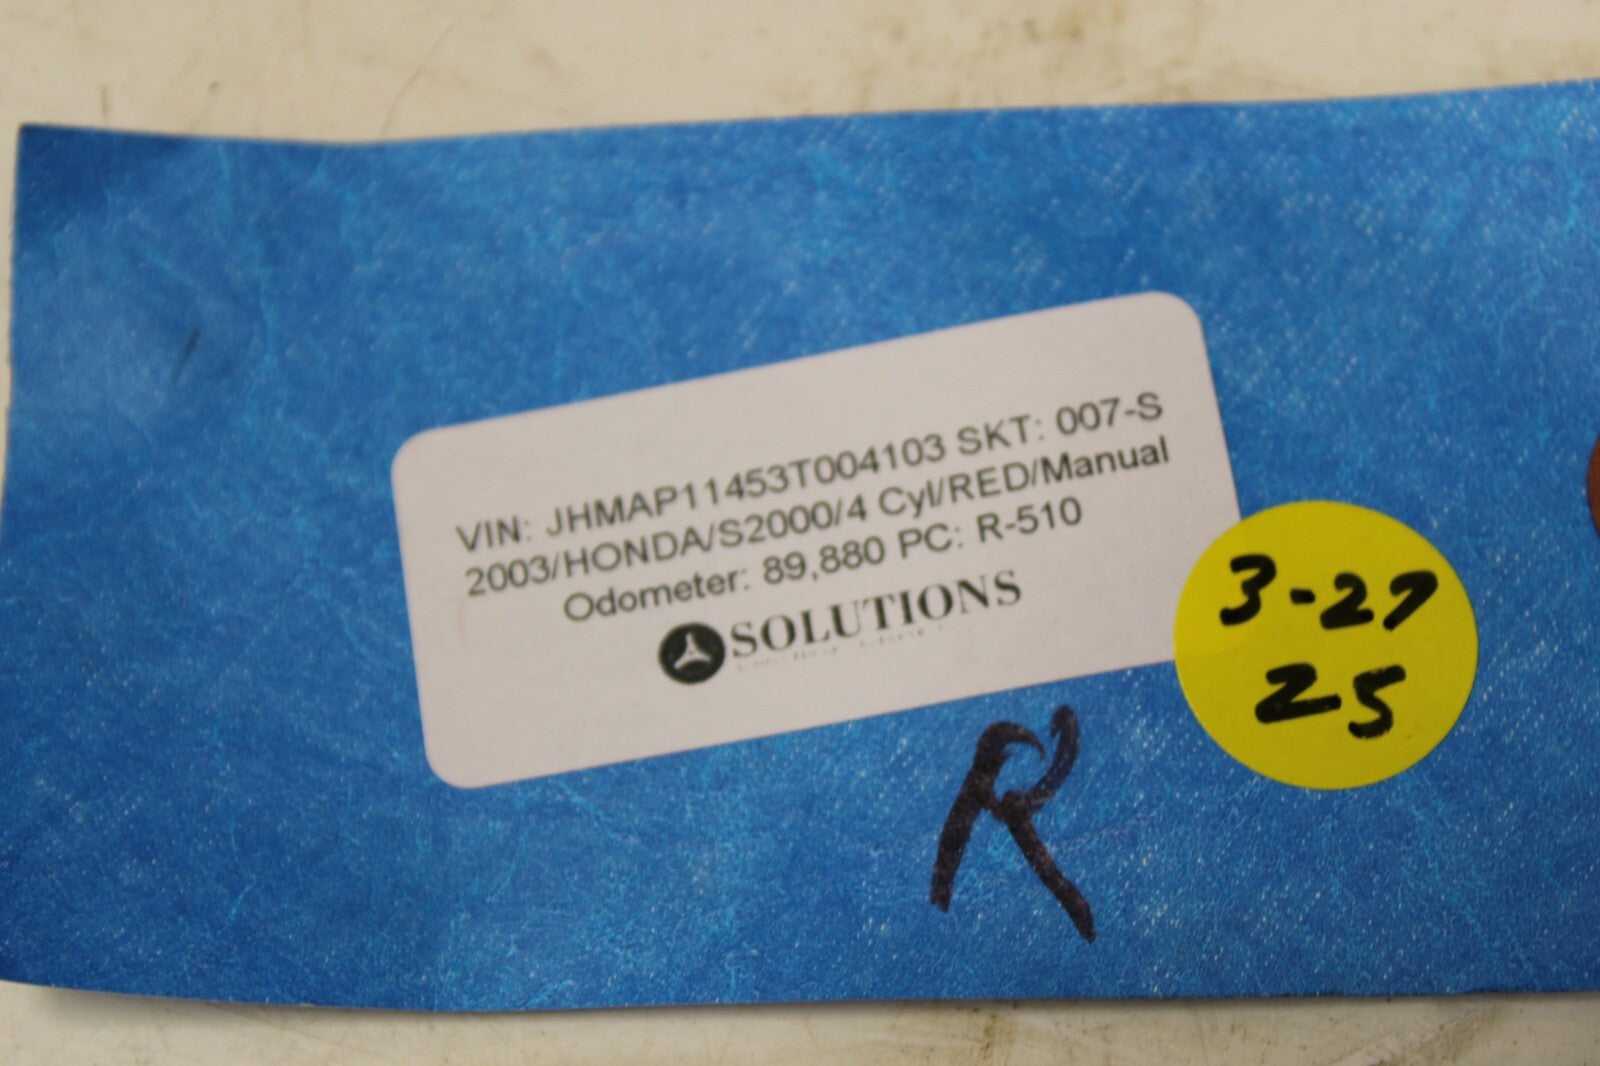 VIN: JHMAP11453T004103 SKT: 007-S
2003/HONDA/S2000/4 Cyl/RED/Manual
Odometer: 89,880 PC: R-510
SOLUTIONS
3-27
25
R